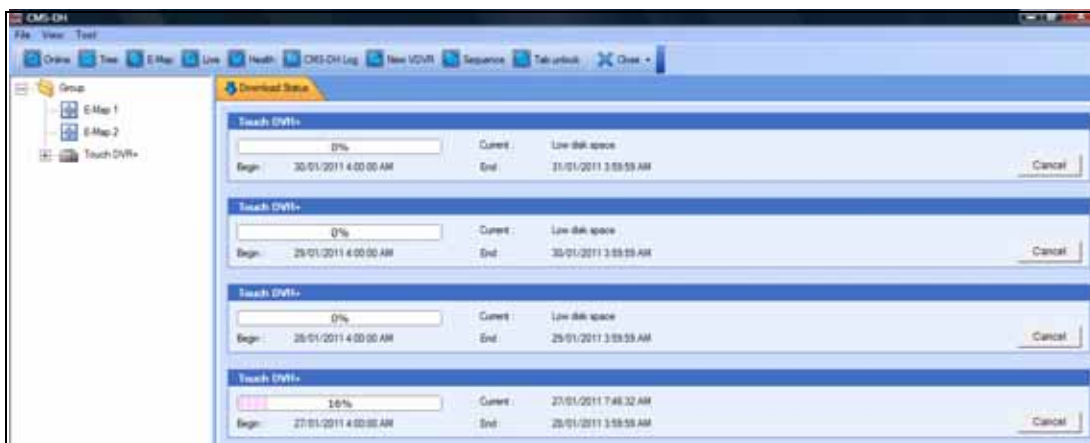 CMS-DH
File View Tool
Online Tree E-Map Live Health CMS-DH Log New VDVR Sequence Tab unlock Close
Group
E-Map 1
E-Map 2
Touch DVR+
Download Status
Touch DVR+
0% Current : Low disk space
Begin : 30/01/2011 4:00:00 AM End : 31/01/2011 3:59:59 AM Cancel
Touch DVR+
0% Current : Low disk space
Begin : 29/01/2011 4:00:00 AM End : 30/01/2011 3:59:59 AM Cancel
Touch DVR+
0% Current : Low disk space
Begin : 28/01/2011 4:00:00 AM End : 29/01/2011 3:59:59 AM Cancel
Touch DVR+
16% Current : 27/01/2011 7:48:32 AM
Begin : 27/01/2011 4:00:00 AM End : 28/01/2011 3:59:59 AM Cancel